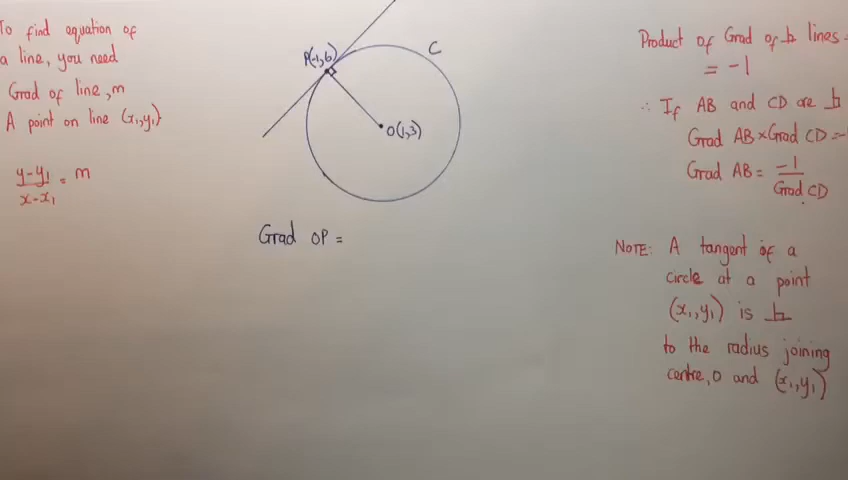 To find equation of
a line, you need
Grad of line, m
A point on line (x₁,y₁)
y-y₁/x-x₁ = m
P(-1,6)
C
O(1,3)
Grad OP =
Product of Grad of ⊥ lines =
= -1
∴ If AB and CD are ⊥
Grad AB × Grad CD = -
Grad AB = -1/Grad CD
NOTE: A tangent of a
circle at a point
(x₁,y₁) is ⊥
to the radius joining
centre, O and (x₁,y₁)